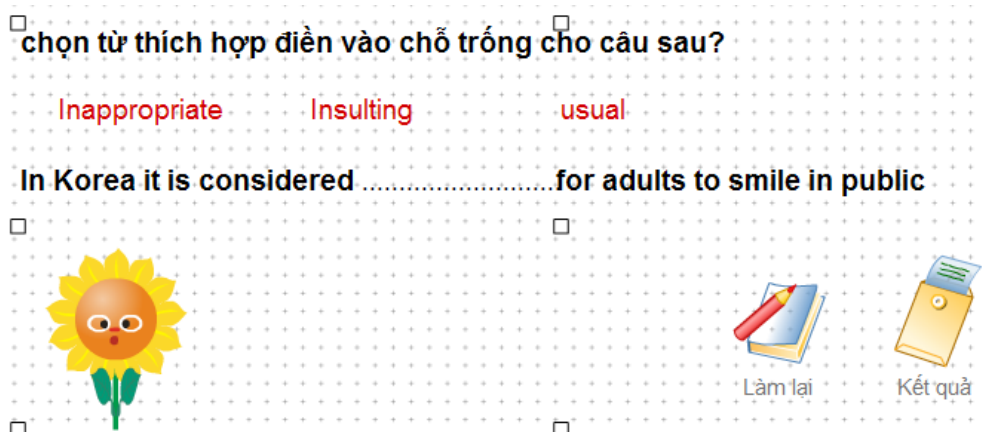 chọn từ thích hợp điền vào chỗ trống cho câu sau?
Inappropriate Insulting usual
In Korea it is considered ..........................for adults to smile in public
Làm lại Kết quả